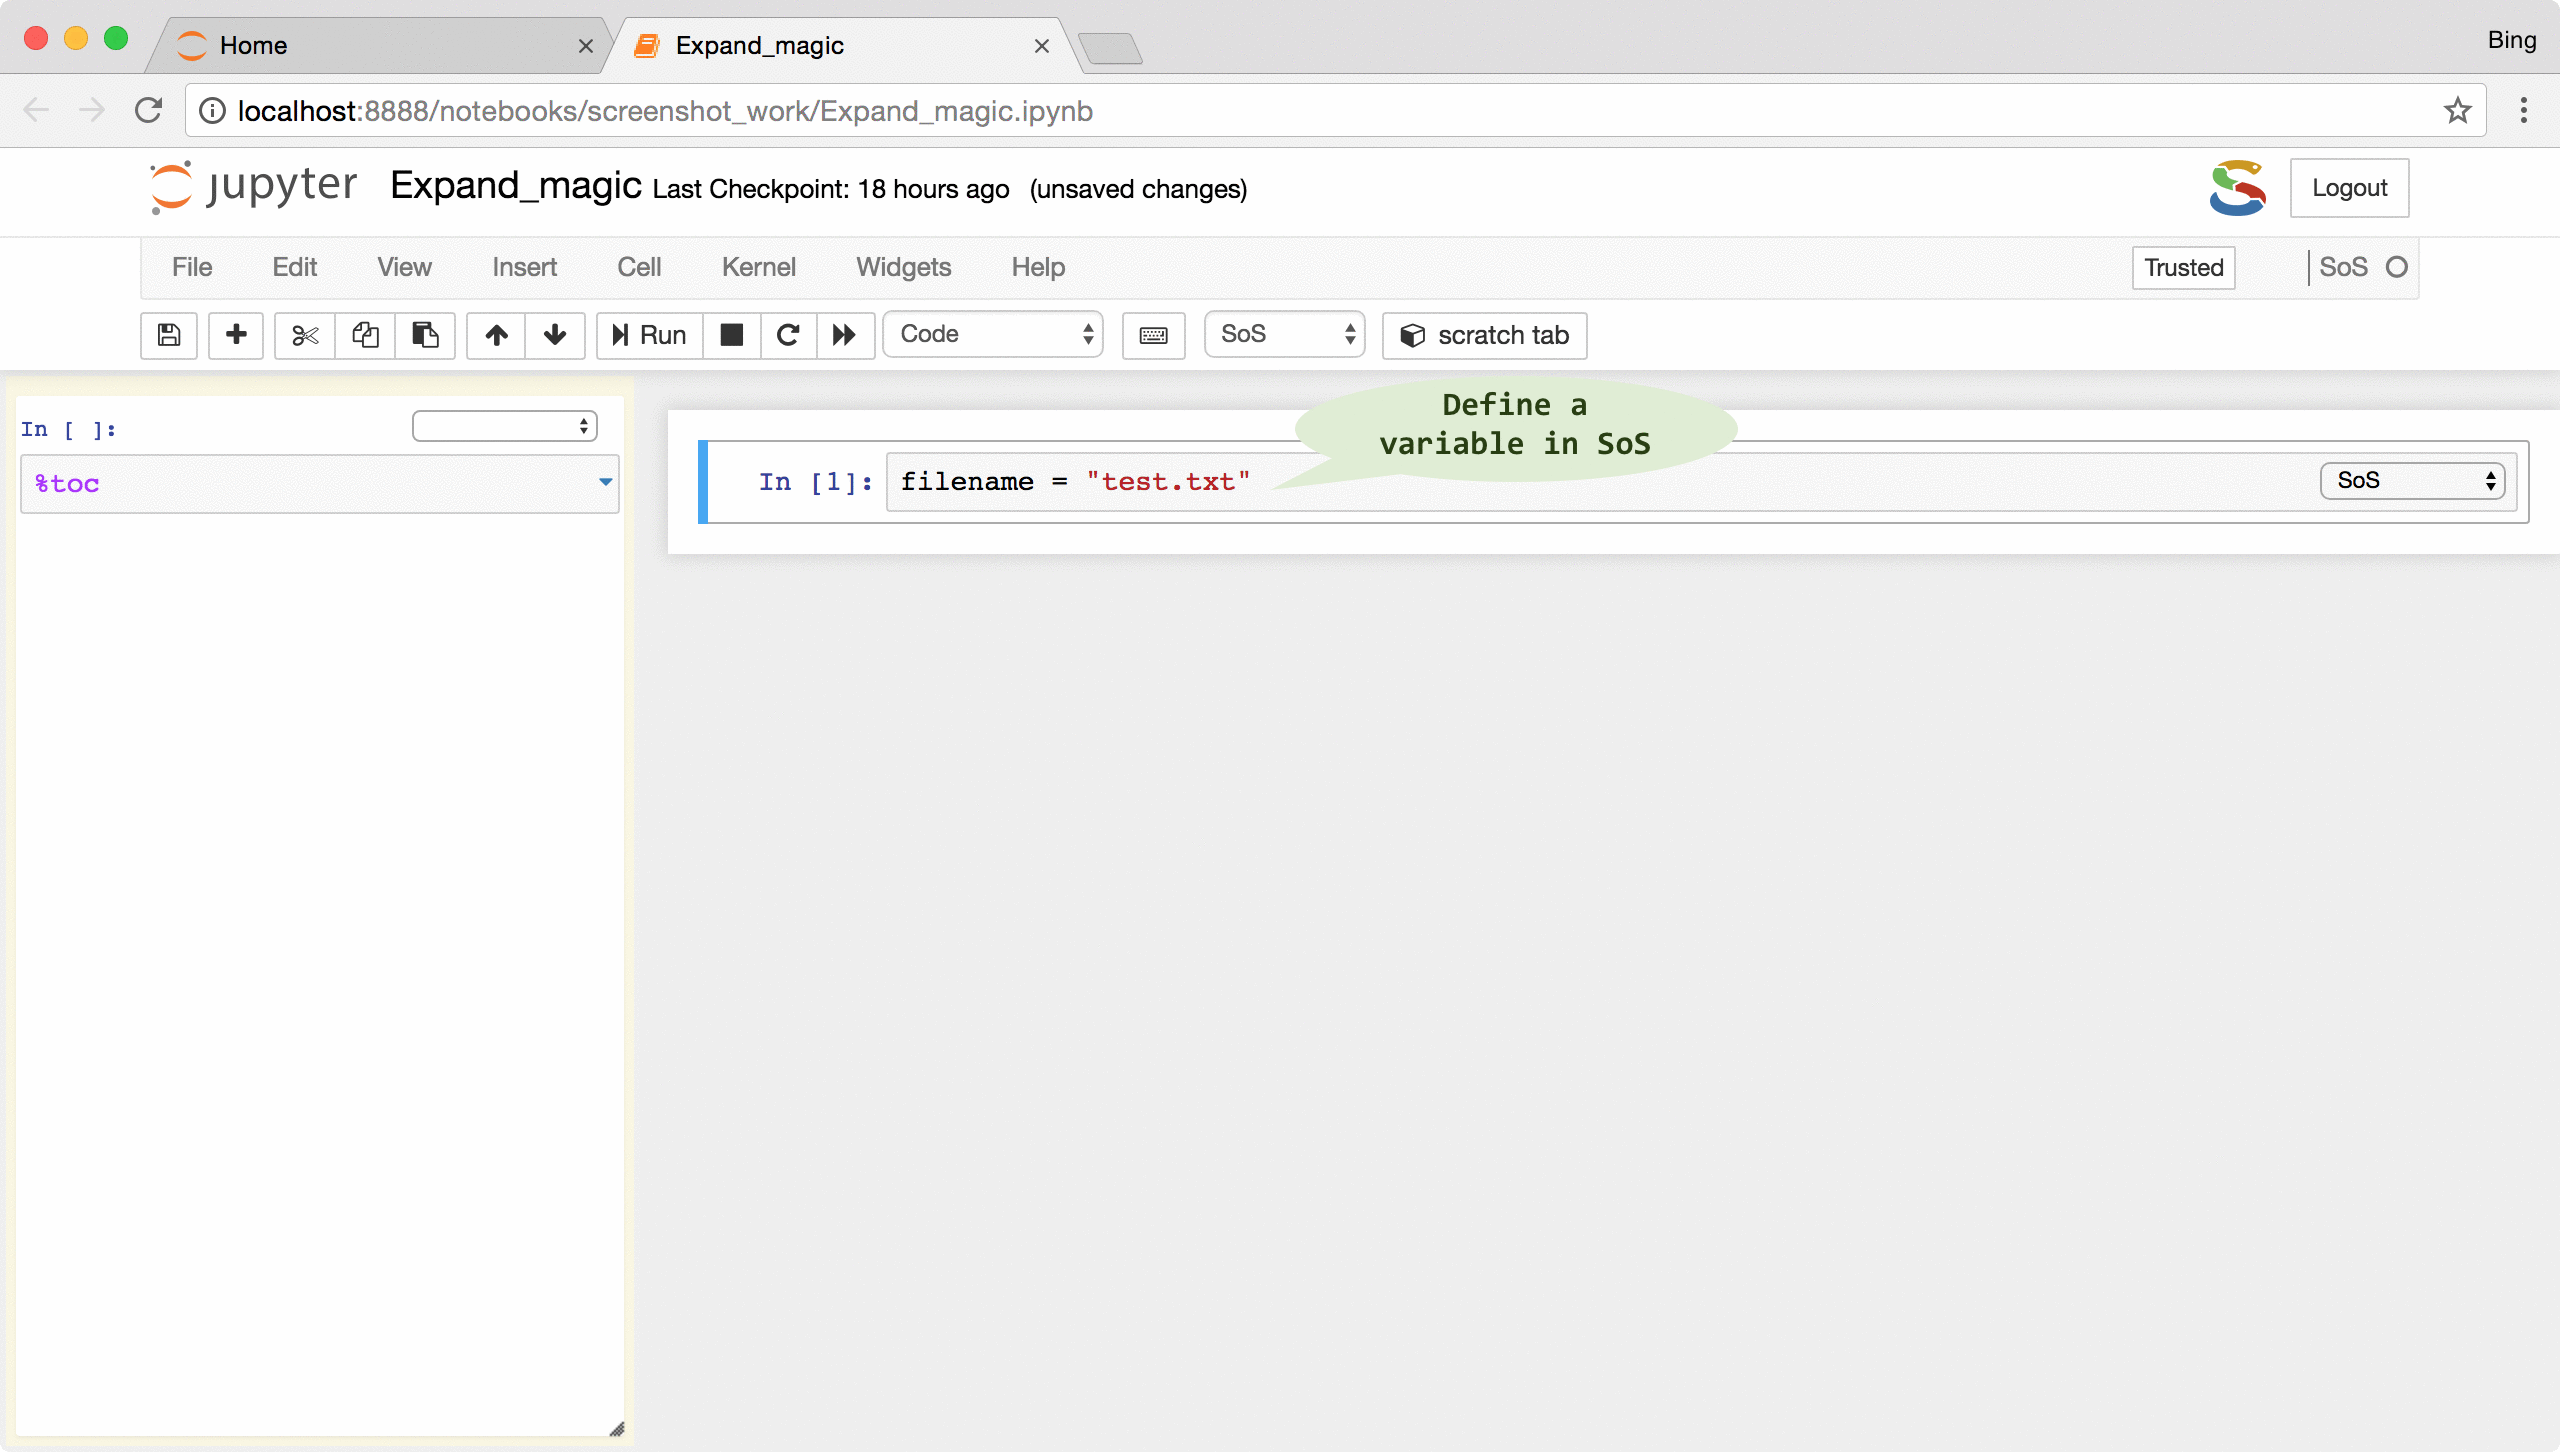 Home
Expand_magic
Bing
localhost:8888/notebooks/screenshot_work/Expand_magic.ipynb
jupyter Expand_magic Last Checkpoint: 18 hours ago (unsaved changes)
Logout
File Edit View Insert Cell Kernel Widgets Help
Trusted
SoS
Run
Code
SoS
scratch tab
In [ ]:
%toc
Define a
variable in SoS
In [1]: filename = "test.txt"
SoS